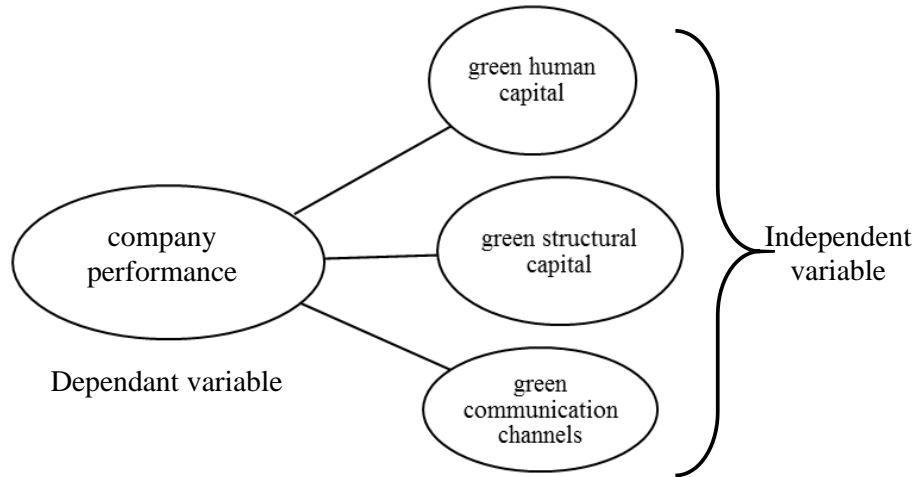 green human
capital
company
performance
green structural
capital
Independent
variable
Dependant variable
green
communication
channels